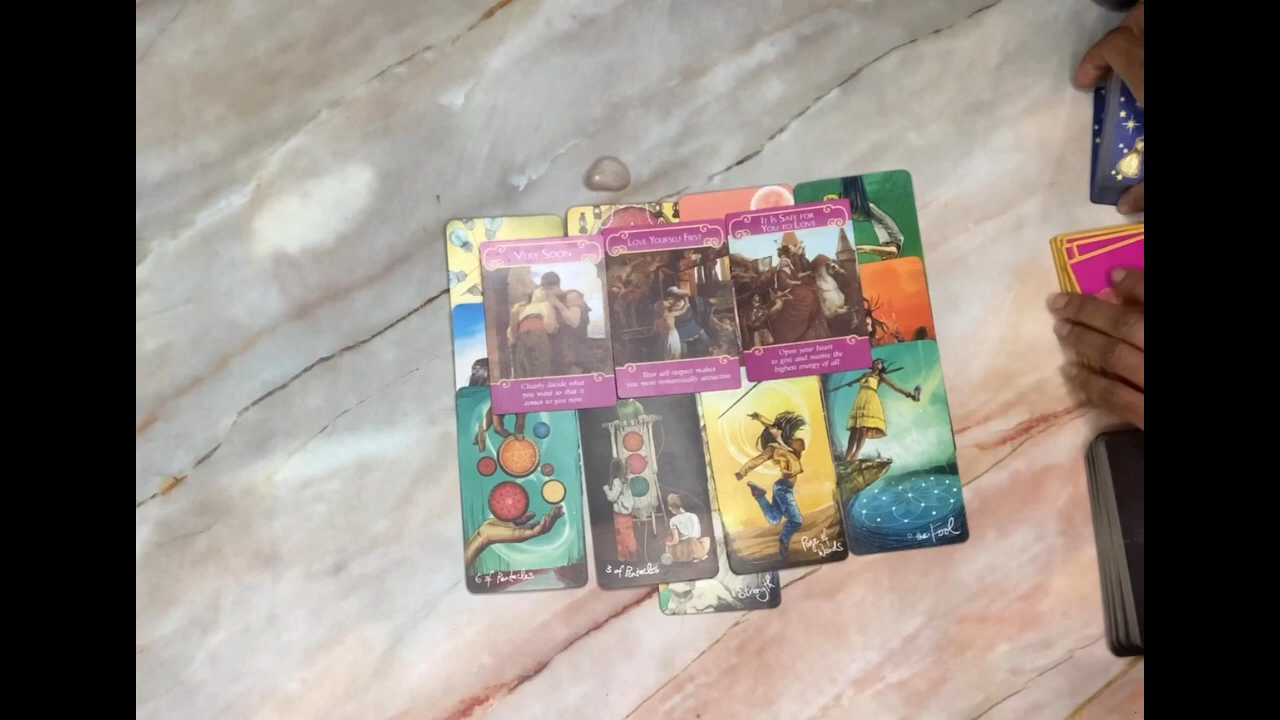 VERY SOON
Clearly decide what
you want so that it
comes to you now
LOVE YOURSELF FIRST
Your self-respect makes
you more romantically attractive
IT IS SAFE FOR
YOU TO LOVE
Open your heart
to give and receive the
highest energy of all
6 of Pentacles
3 of Pentacles
Page of
Wands
0 the Fool
Strength